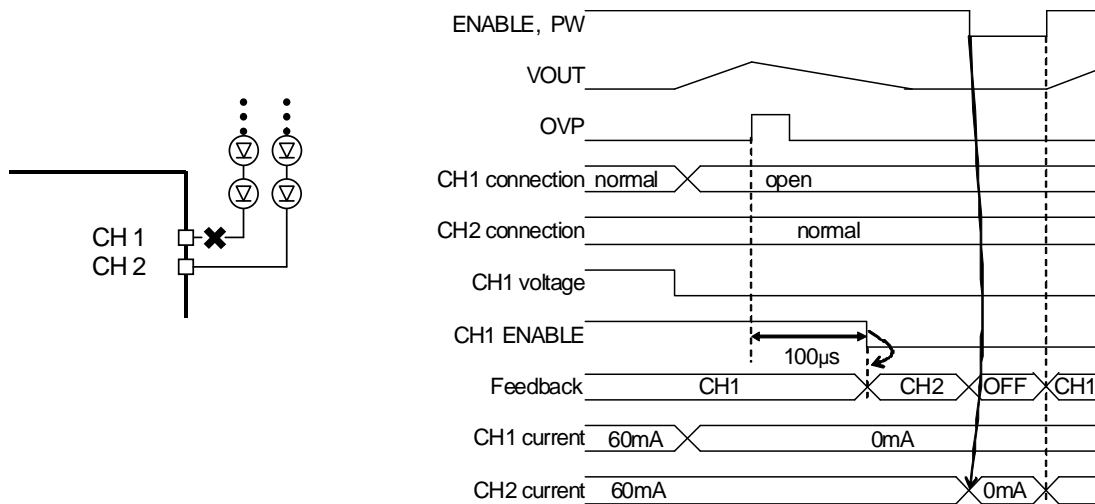 CH 1
CH 2
ENABLE, PW
VOUT
OVP
CH1 connection normal open
CH2 connection normal
CH1 voltage
CH1 ENABLE
100µs
Feedback CH1 CH2 OFF CH1
CH1 current 60mA 0mA
CH2 current 60mA 0mA